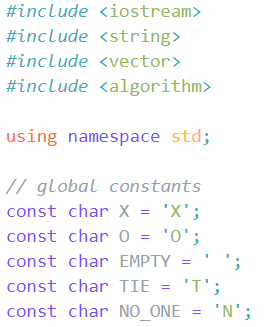 #include <iostream>
#include <string>
#include <vector>
#include <algorithm>
using namespace std;
// global constants
const char X = 'X';
const char O = 'O';
const char EMPTY = ' ';
const char TIE = 'T';
const char NO_ONE = 'N';